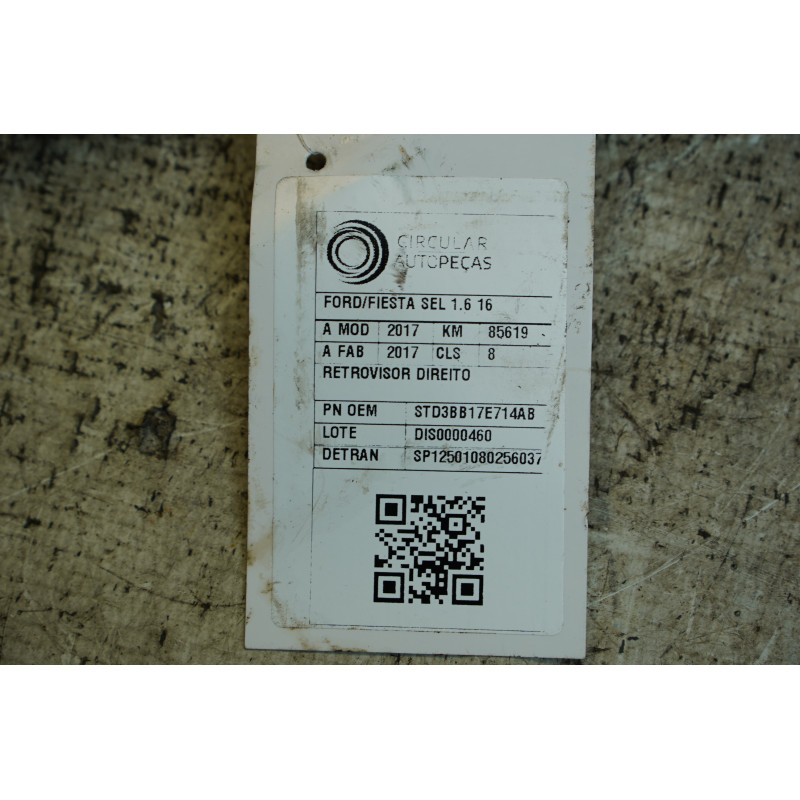 CIRCULAR
AUTOPEÇAS
FORD/FIESTA SEL 1.6 16
A MOD 2017 KM 85619
A FAB 2017 CLS 8
RETROVISOR DIREITO
PN OEM STD3BB17E714AB
LOTE DIS0000460
DETRAN SP12501080256037